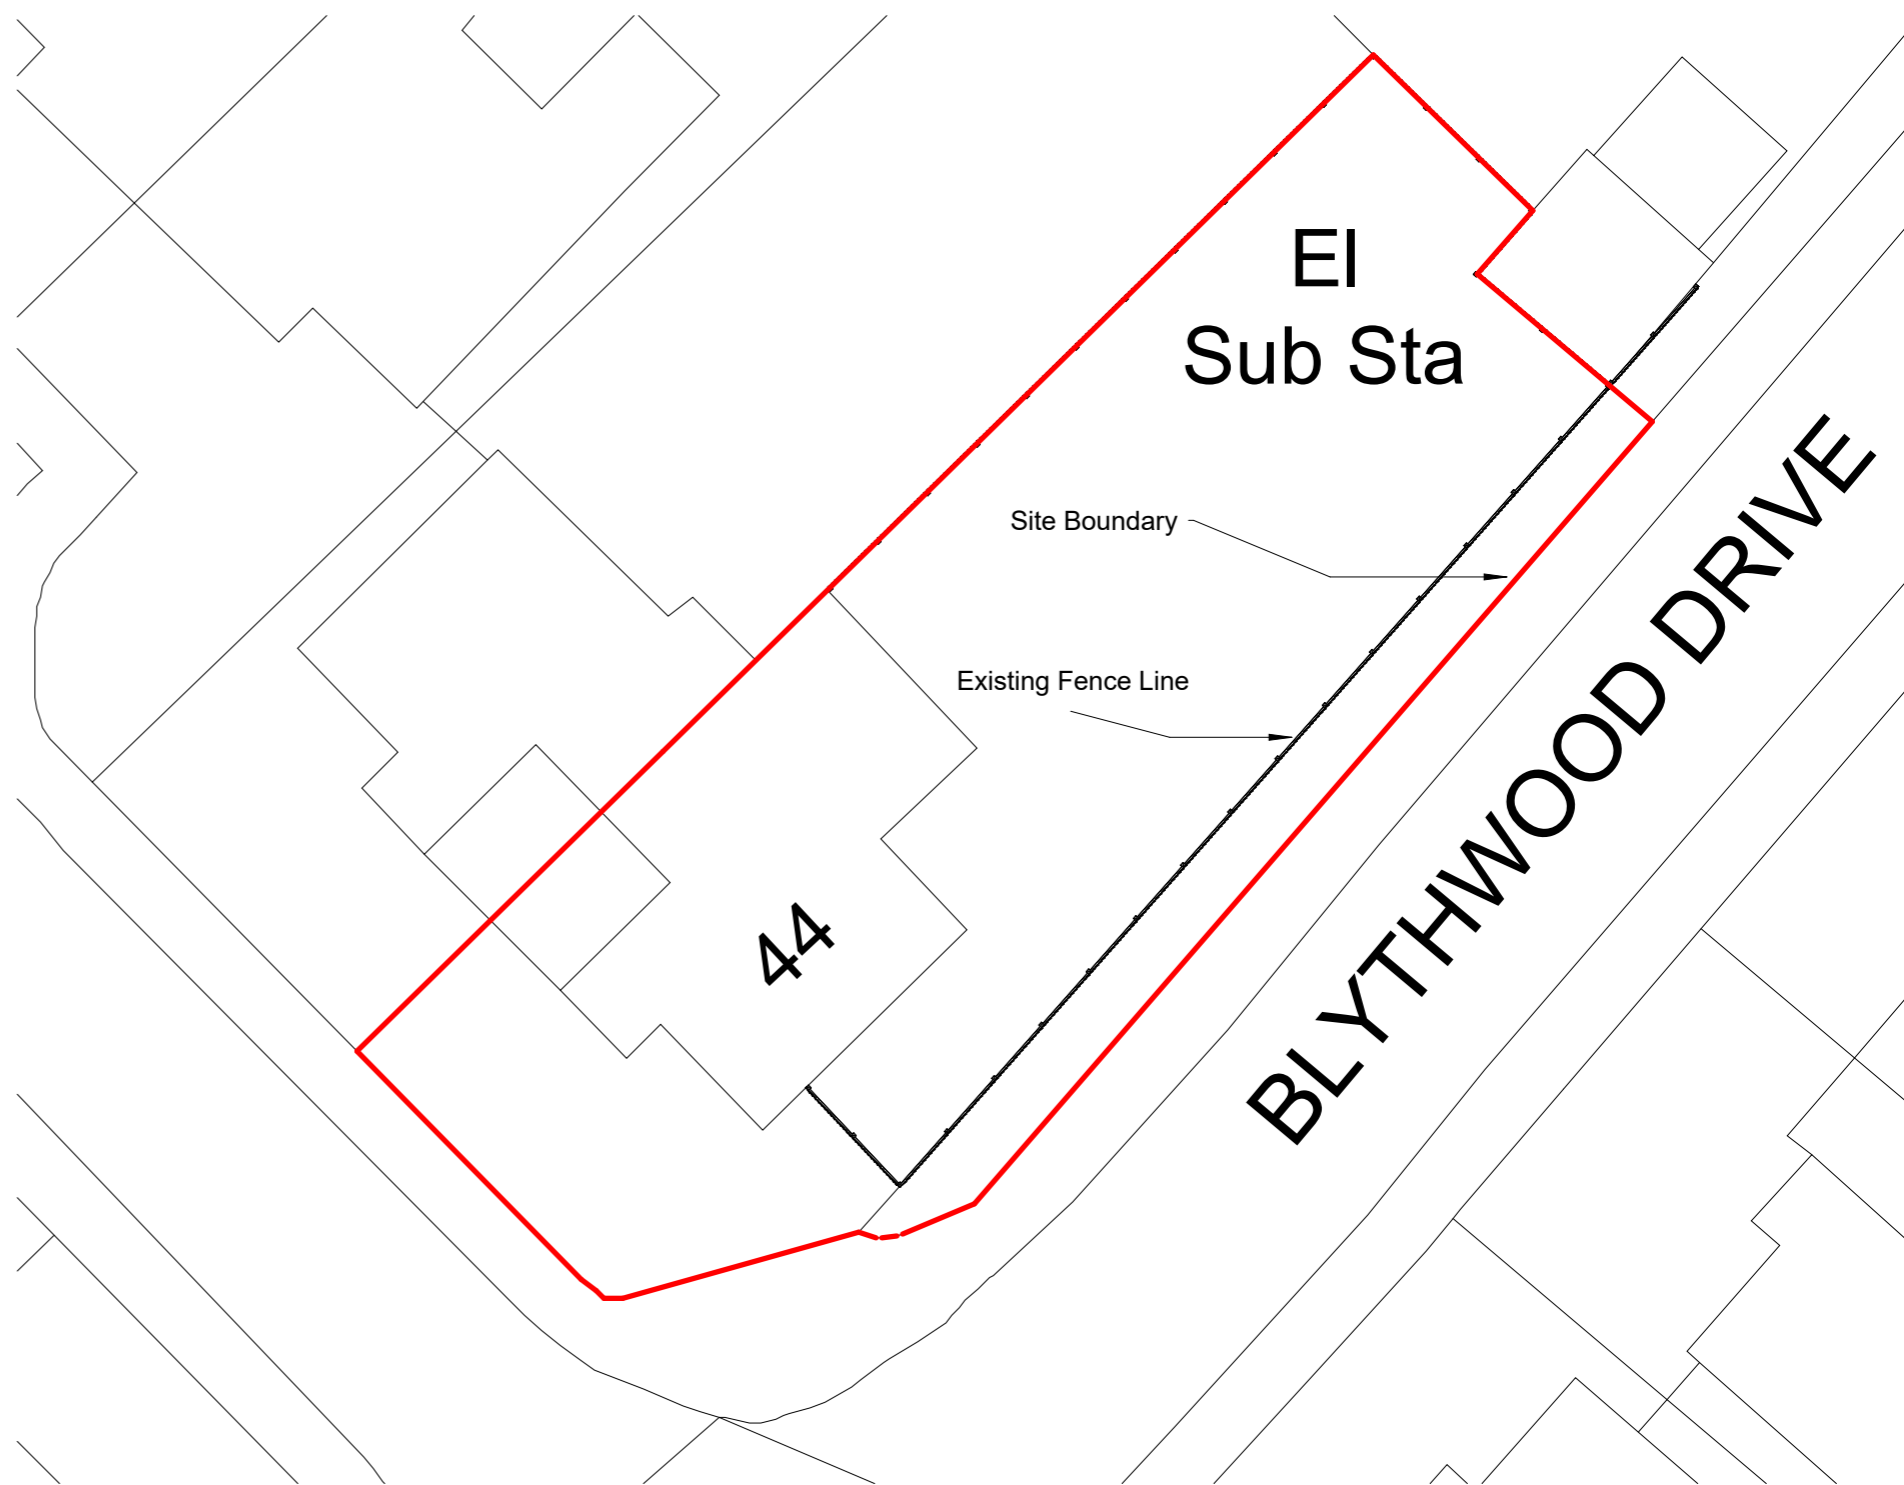 El
Sub Sta
Site Boundary
Existing Fence Line
44
BLYTHWOOD DRIVE